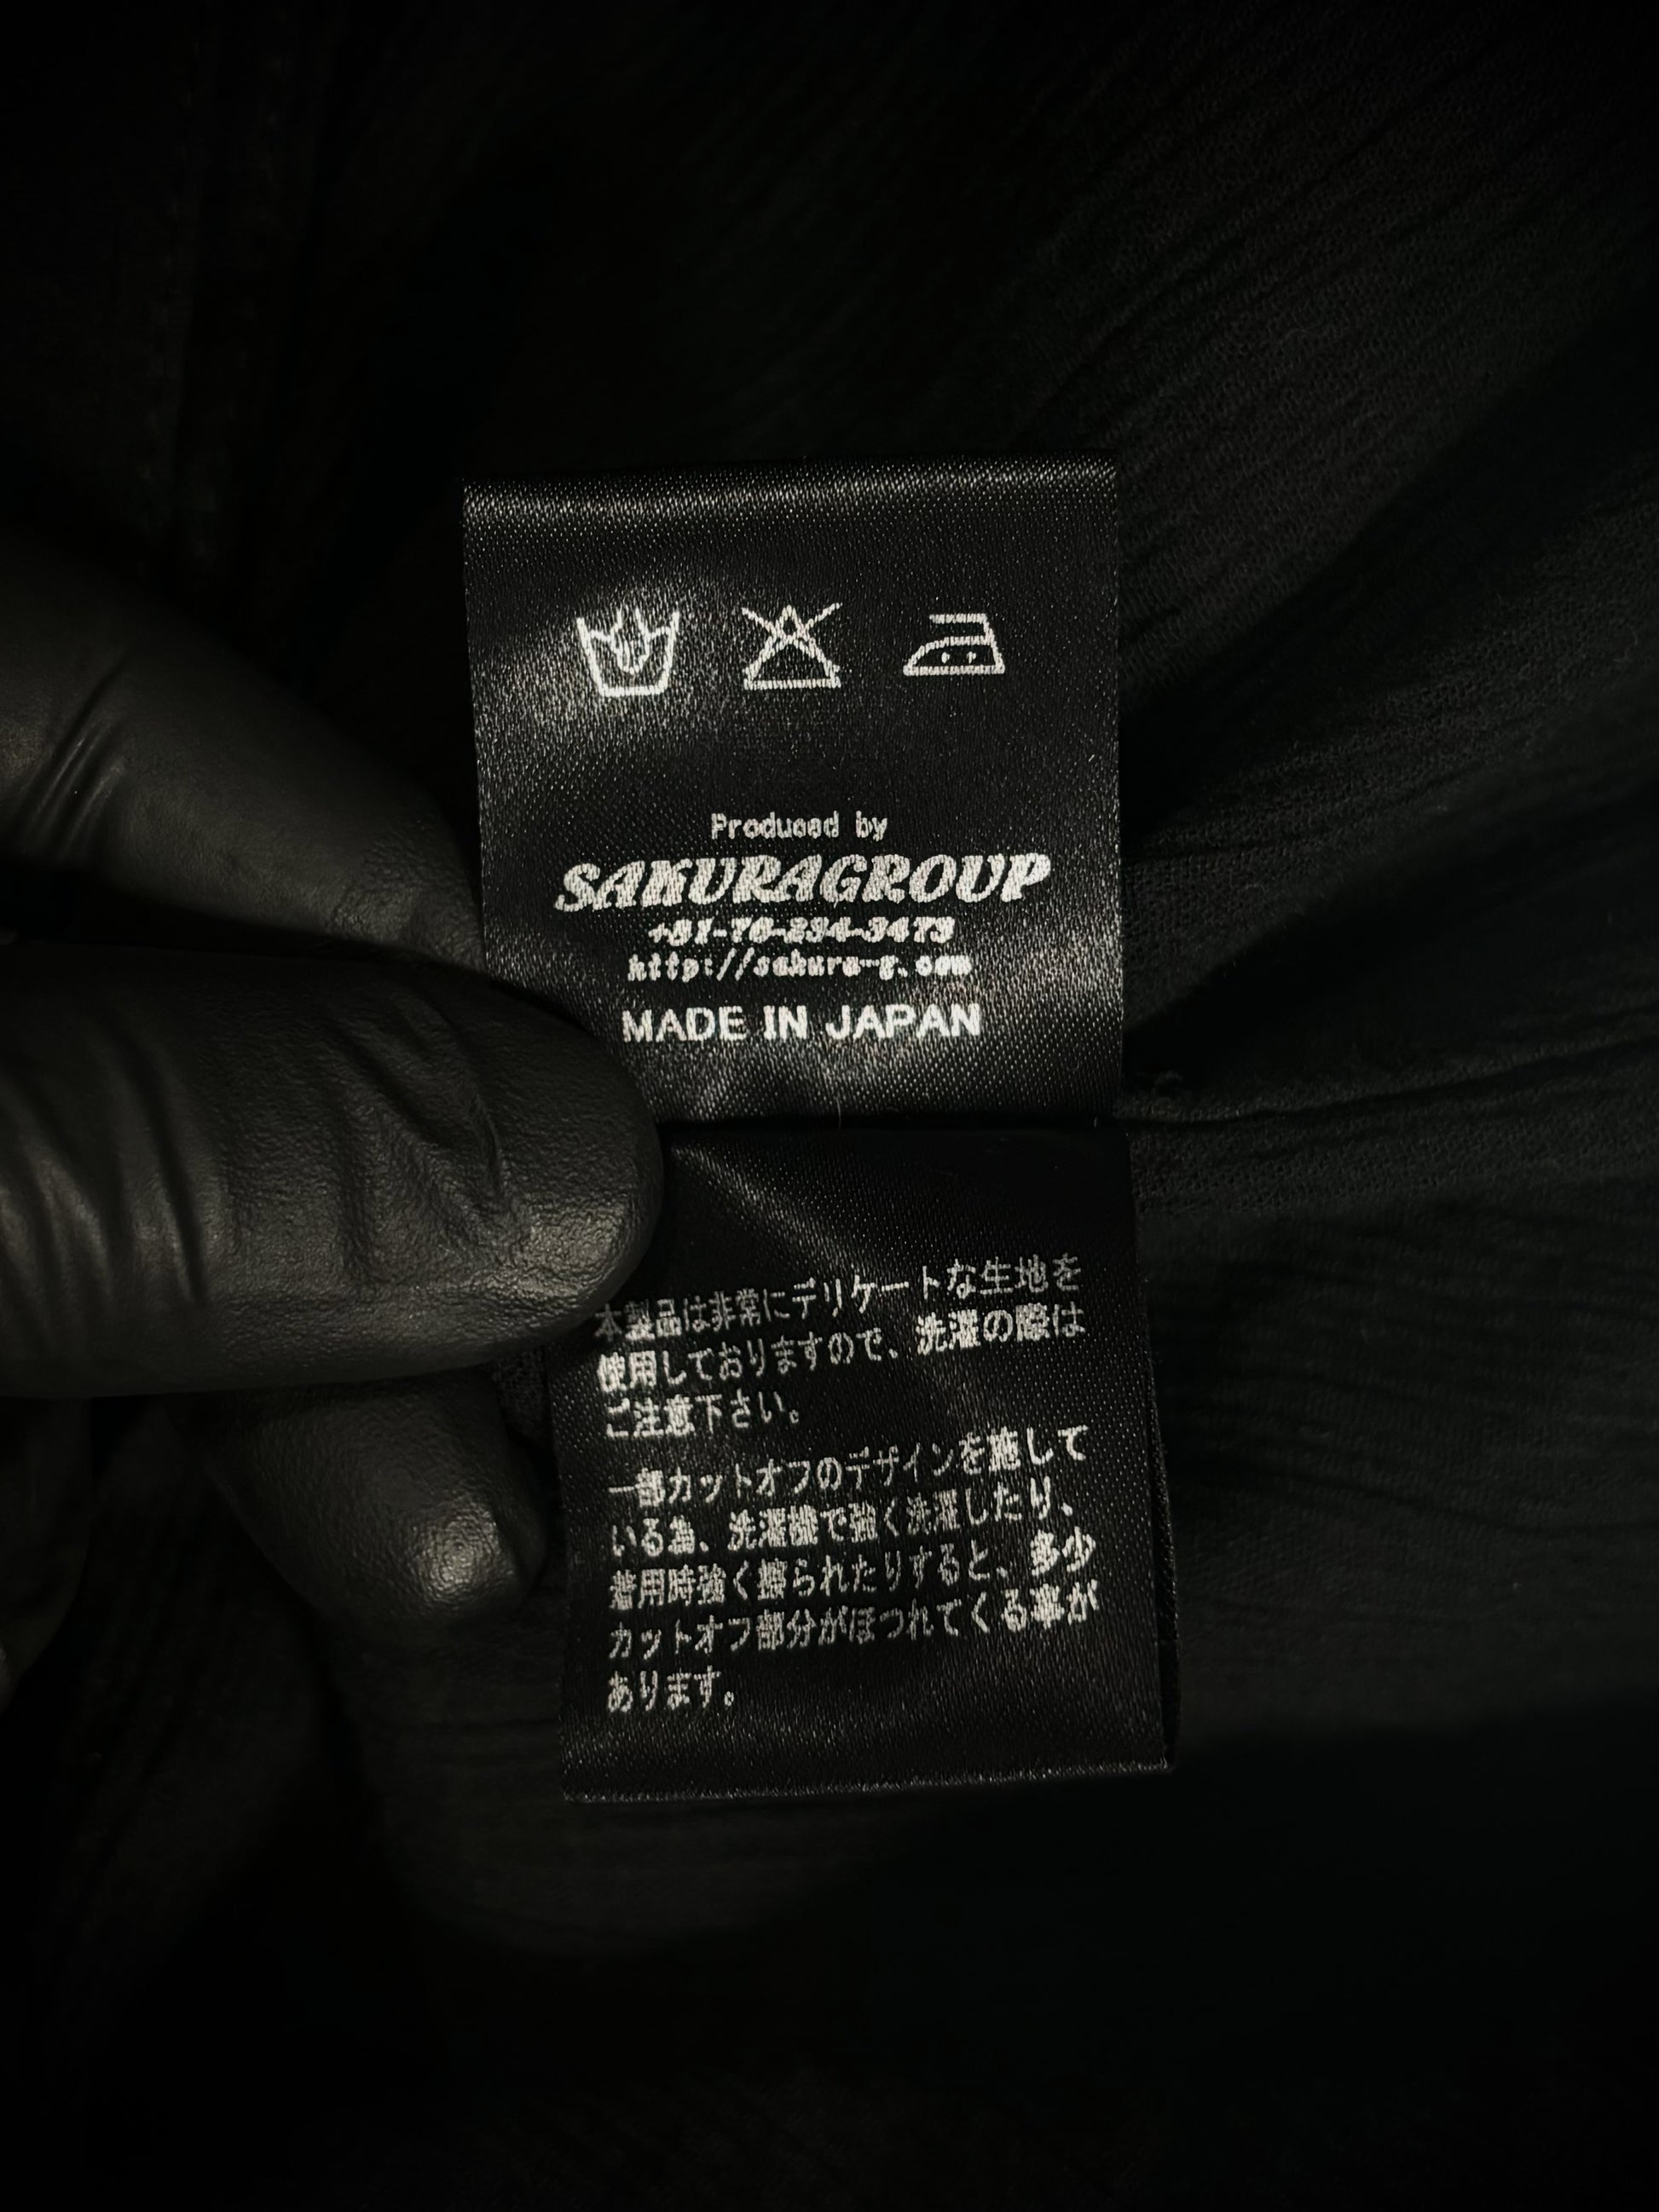 Produced by
SAKURAGROUP
+81-76-234-3473
http://sakura-g.com
MADE IN JAPAN
本製品は非常にデリケートな生地を
使用しておりますので、洗濯の際は
ご注意下さい。
一部カットオフのデザインを施して
いる為、洗濯機で強く洗濯したり、
着用時強く擦られたりすると、多少
カットオフ部分がほつれてくる事が
あります。